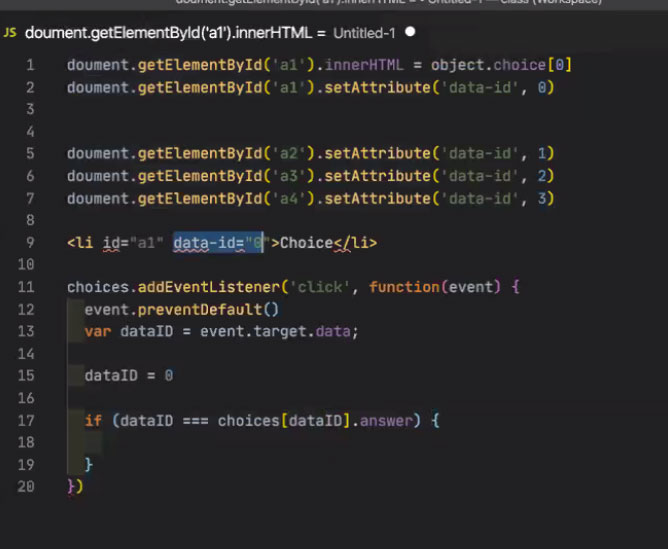 doument.getElementById('a1').innerHTML = • Untitled-1 — class (Workspace)
JS doument.getElementById('a1').innerHTML = Untitled-1
1 doument.getElementById('a1').innerHTML = object.choice[0]
2 doument.getElementById('a1').setAttribute('data-id', 0)
3
4
5 doument.getElementById('a2').setAttribute('data-id', 1)
6 doument.getElementById('a3').setAttribute('data-id', 2)
7 doument.getElementById('a4').setAttribute('data-id', 3)
8
9 <li id="a1" data-id="0">Choice</li>
10
11 choices.addEventListener('click', function(event) {
12 event.preventDefault()
13 var dataID = event.target.data;
14
15 dataID = 0
16
17 if (dataID === choices[dataID].answer) {
18
19 }
20 })